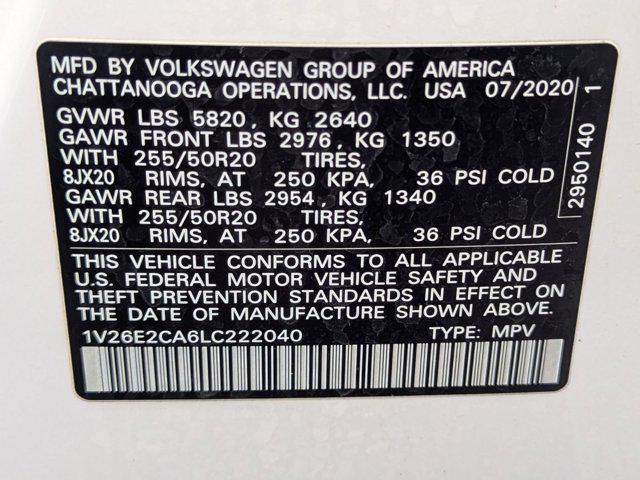 MFD BY VOLKSWAGEN GROUP OF AMERICA
CHATTANOOGA OPERATIONS, LLC. USA 07/2020
GVWR LBS 5820, KG 2640
GAWR FRONT LBS 2976, KG 1350
WITH 255/50R20 TIRES,
8JX20 RIMS, AT 250 KPA, 36 PSI COLD
GAWR REAR LBS 2954, KG 1340
WITH 255/50R20 TIRES,
8JX20 RIMS, AT 250 KPA, 36 PSI COLD
THIS VEHICLE CONFORMS TO ALL APPLICABLE
U.S. FEDERAL MOTOR VEHICLE SAFETY AND
THEFT PREVENTION STANDARDS IN EFFECT ON
THE DATE OF MANUFACTURE SHOWN ABOVE.
1V26E2CA6LC222040 TYPE: MPV
2950140 1